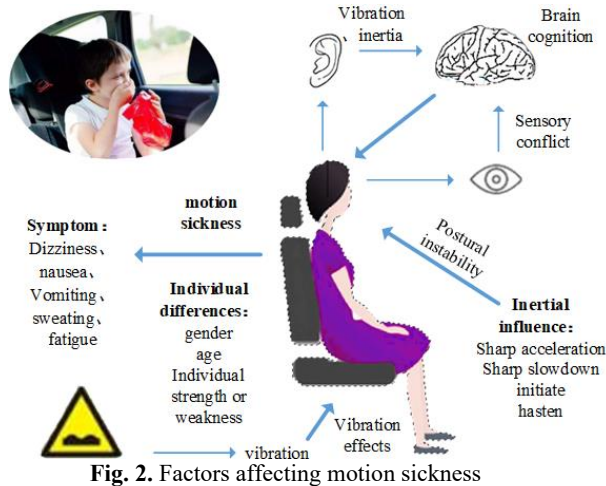 Vibration
、inertia
Brain
cognition
Sensory
conflict
motion
sickness
Symptom：
Dizziness、
nausea、
Vomiting、
sweating、
fatigue
Individual
differences：
gender
age
Individual
strength or
weakness
Postural
instability
Inertial
influence：
Sharp acceleration
Sharp slowdown
initiate
hasten
vibration
Vibration
effects
Fig. 2. Factors affecting motion sickness